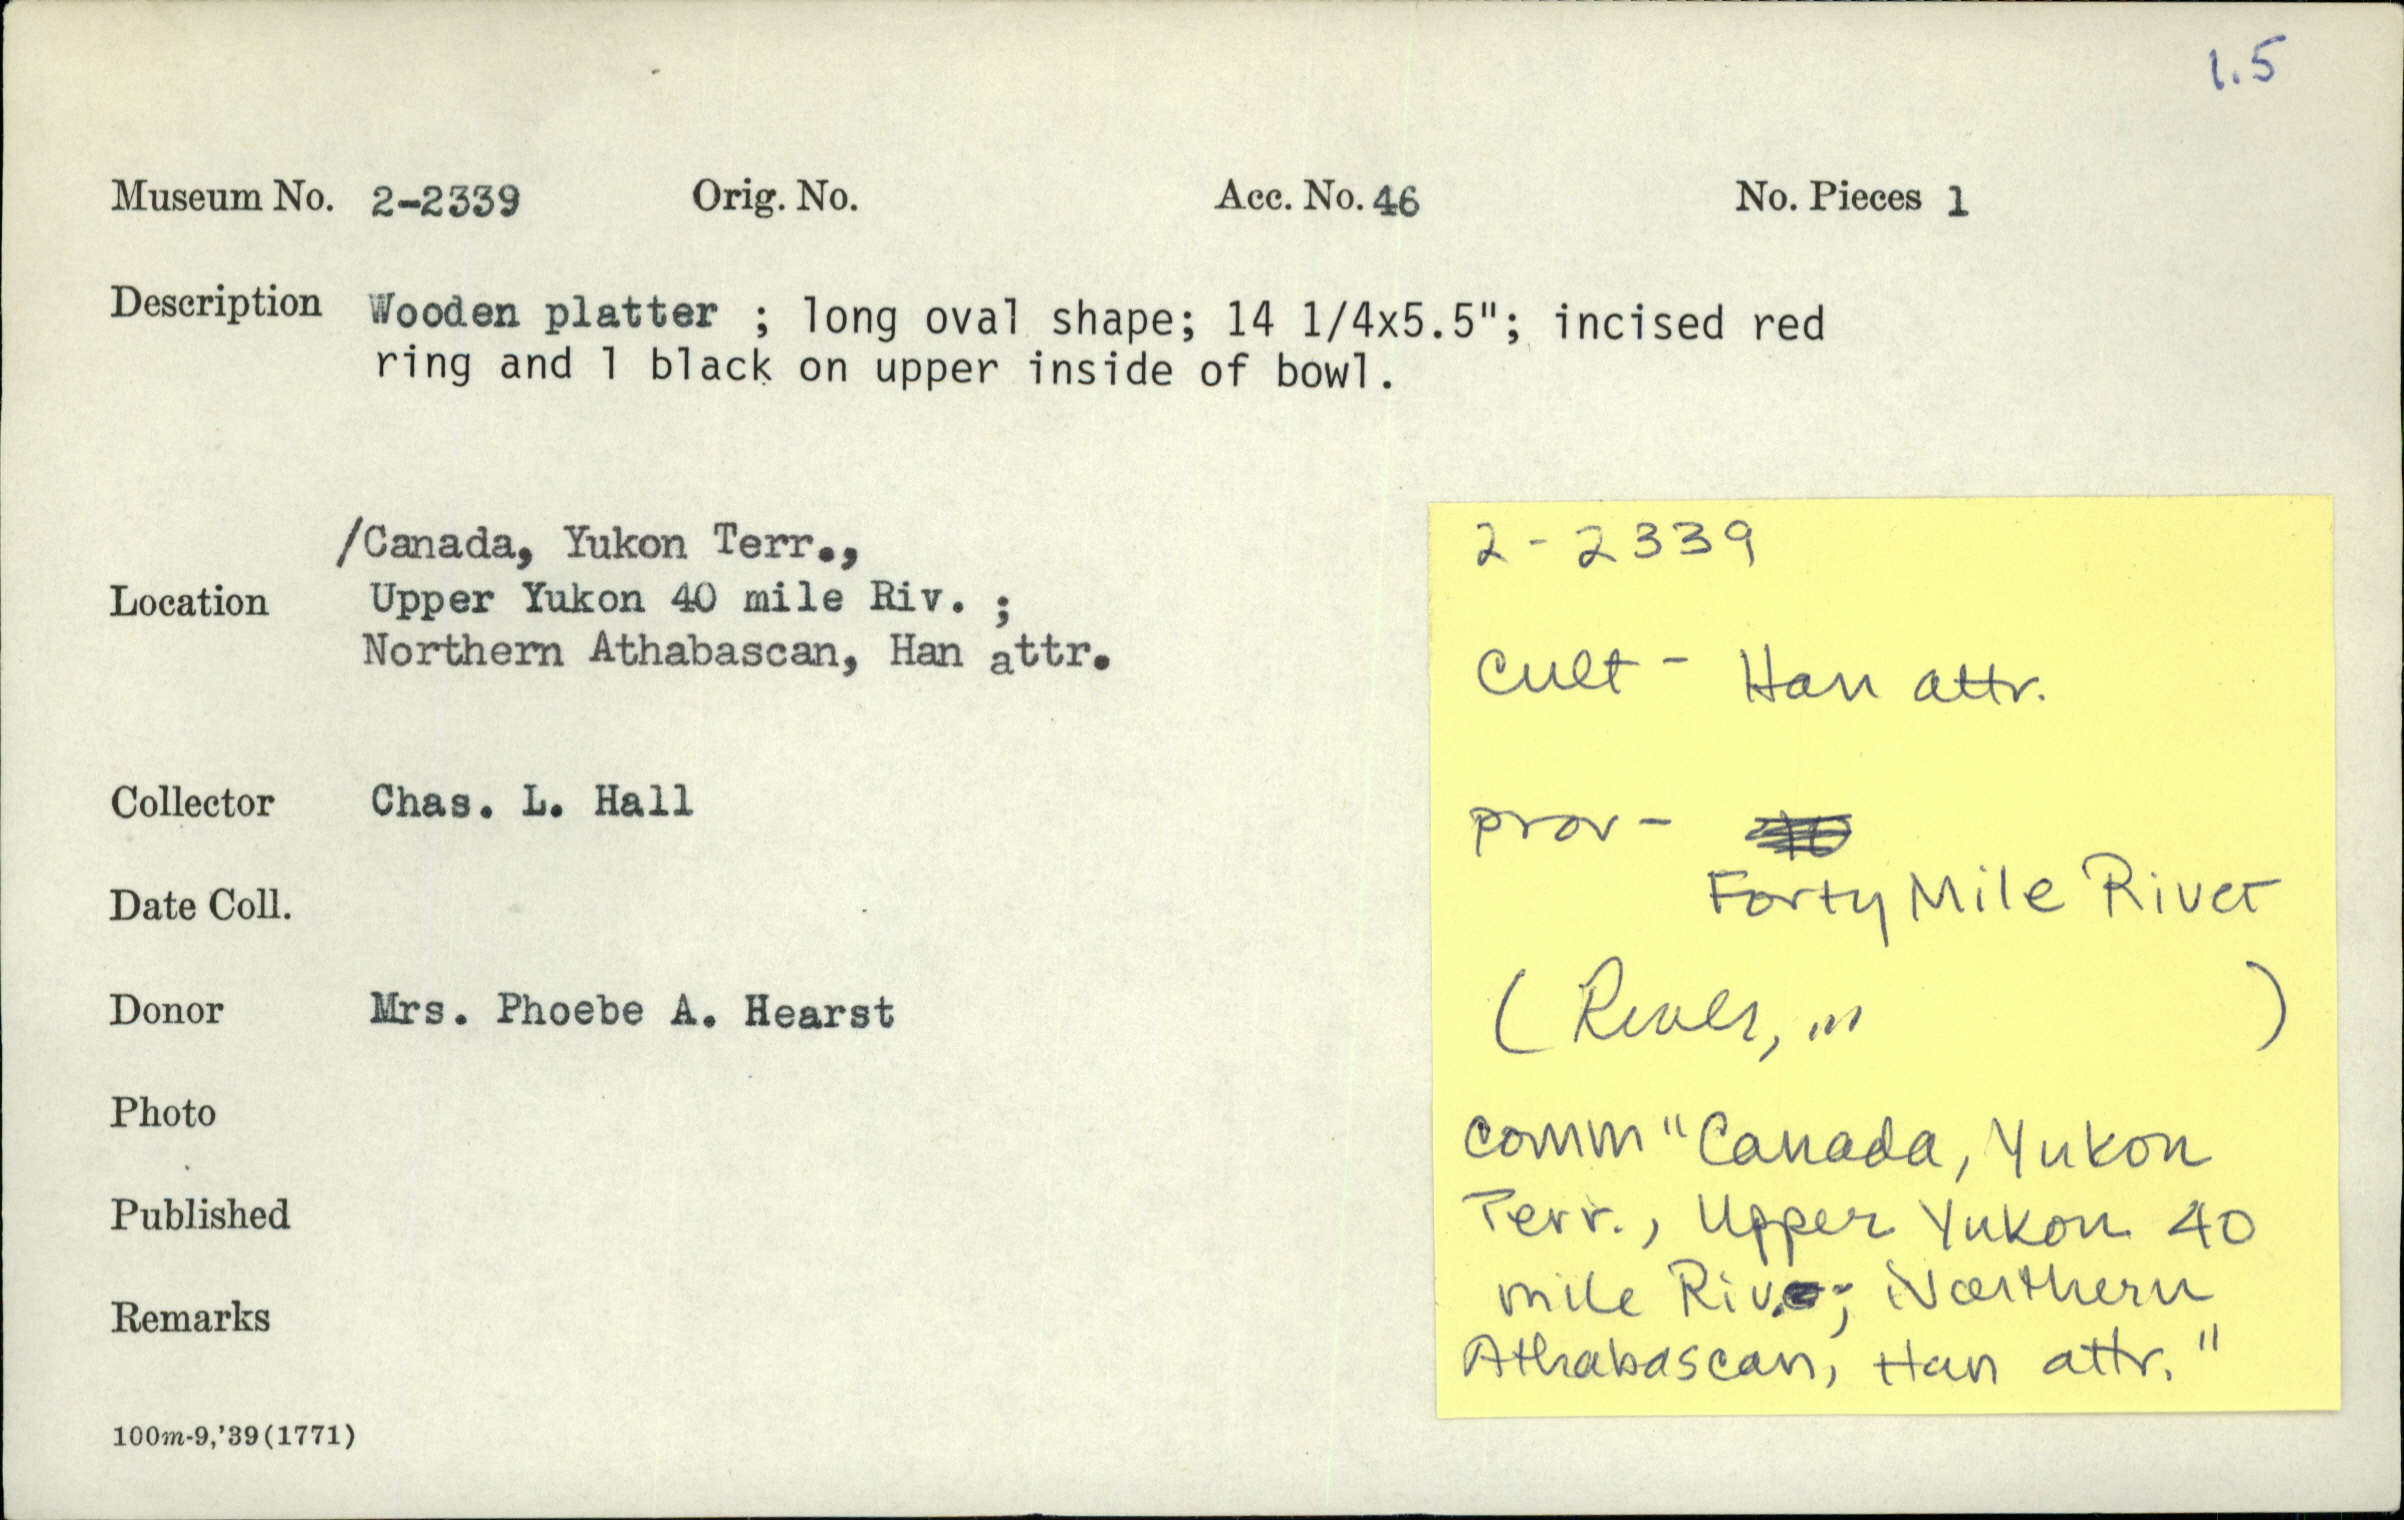 1.5
Museum No. 2-2339 Orig. No. Acc. No. 46 No. Pieces 1
Description Wooden platter ; long oval shape; 14 1/4x5.5"; incised red
ring and 1 black on upper inside of bowl.
/Canada, Yukon Terr.,
Location Upper Yukon 40 mile Riv. ;
Northern Athabascan, Han attr.
Collector Chas. L. Hall
Date Coll.
Donor Mrs. Phoebe A. Hearst
Photo
Published
Remarks
100m-9,'39(1771)
2-2339
Cult - Han attr.
prov -
Forty Mile River
( River, in )
comm "Canada, Yukon
Terr., Upper Yukon 40
mile Riv.; Northern
Athabascan, Han attr."